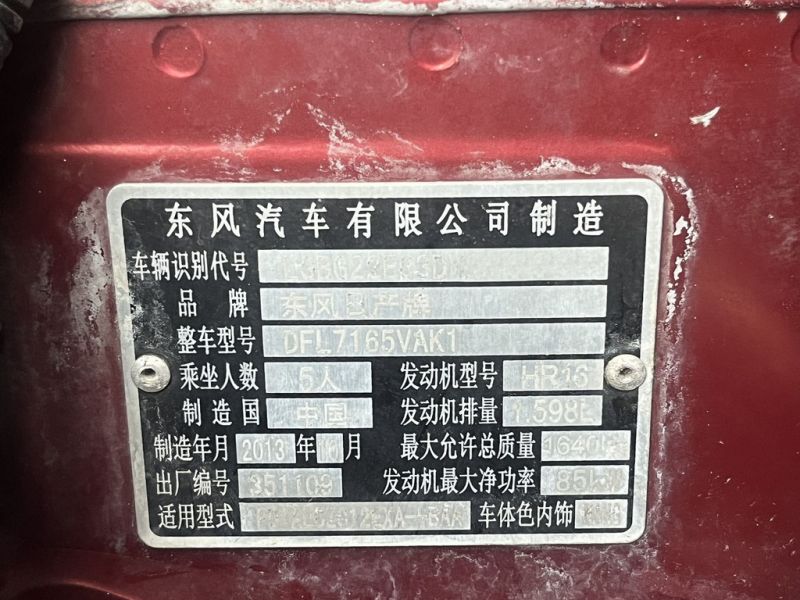 东风汽车有限公司制造
车辆识别代号
品牌 东风日产牌
整车型号 DFL7165VAK1
乘坐人数 5人 发动机型号 HR16
制造国 中国 发动机排量 1.598L
制造年月 2013 年 月 最大允许总质量 1640kg
出厂编号 351109 发动机最大净功率 85kW
适用型式 车体色内饰